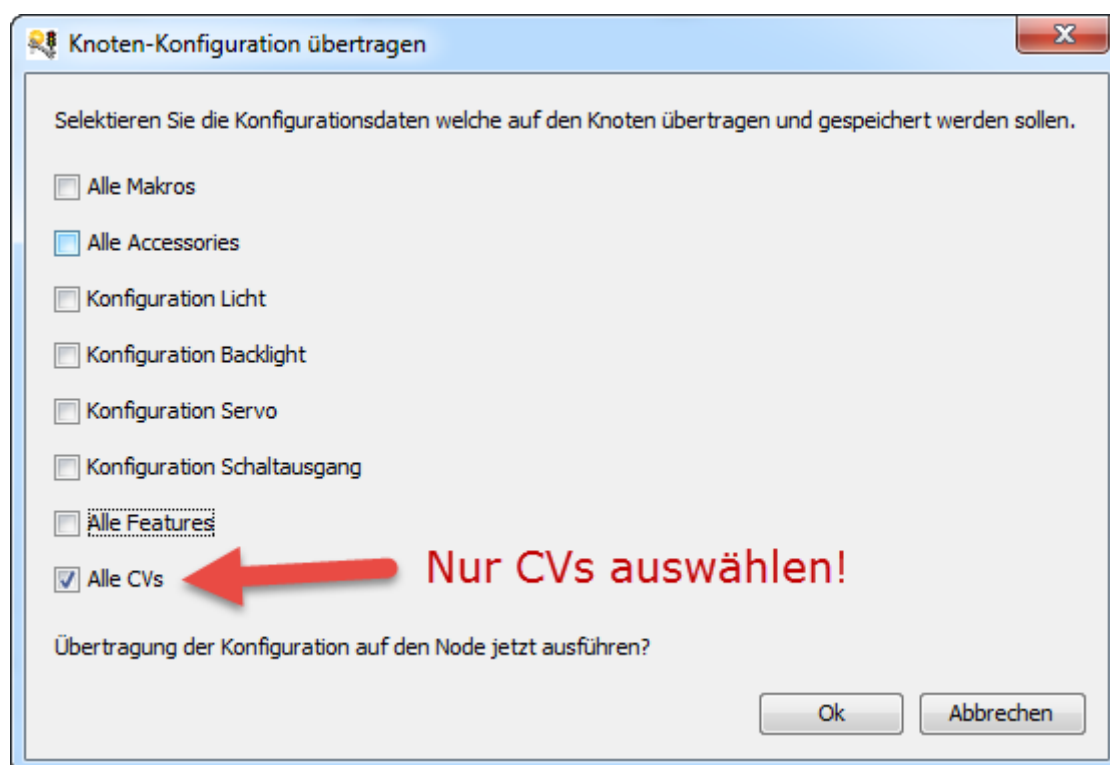 Knoten-Konfiguration übertragen
Selektieren Sie die Konfigurationsdaten welche auf den Knoten übertragen und gespeichert werden sollen.
Alle Makros
Alle Accessories
Konfiguration Licht
Konfiguration Backlight
Konfiguration Servo
Konfiguration Schaltausgang
Alle Features
Alle CVs Nur CVs auswählen!
Übertragung der Konfiguration auf den Node jetzt ausführen?
Ok Abbrechen